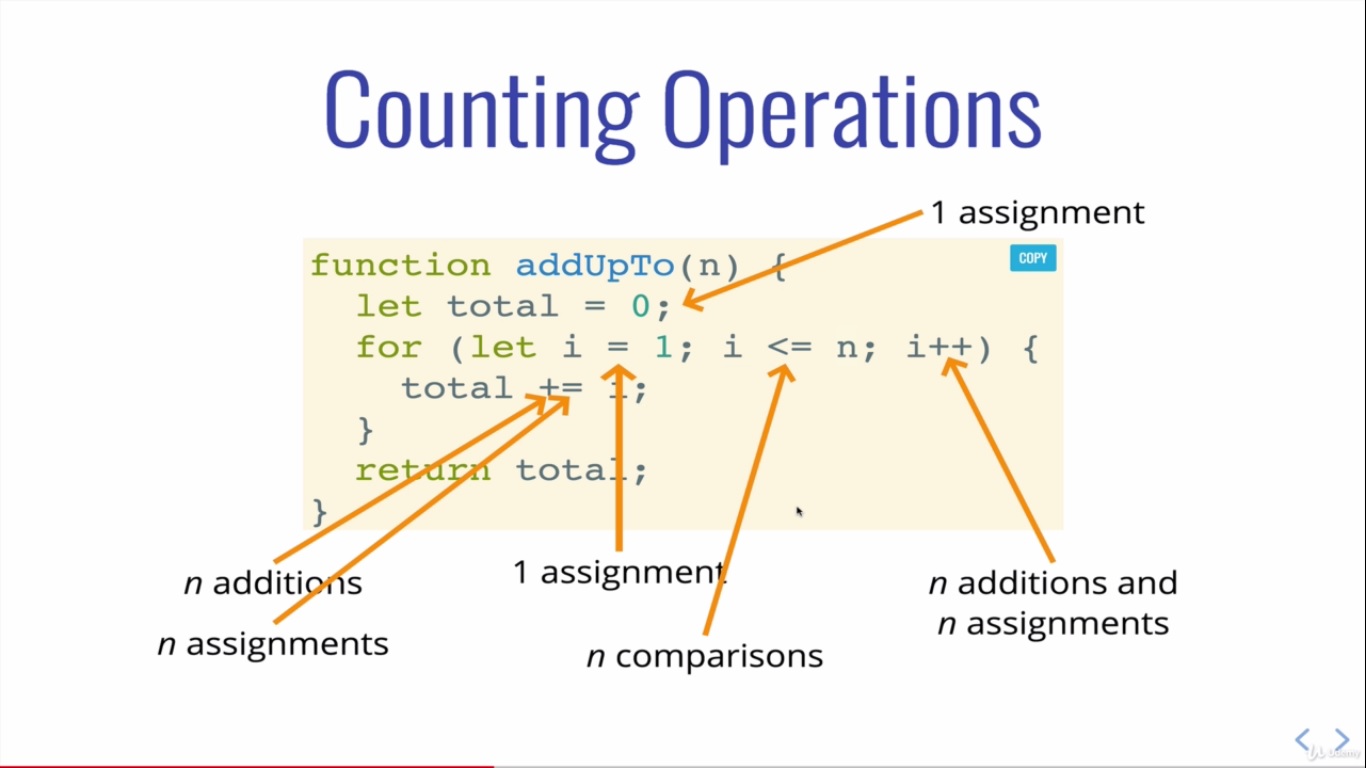 Counting Operations
1 assignment
function addUpTo(n) {
COPY
let total = 0;
for (let i = 1; i <= n; i++) {
total += i;
}
return total;
}
n additions
n assignments
1 assignment
n comparisons
n additions and
n assignments
Udemy